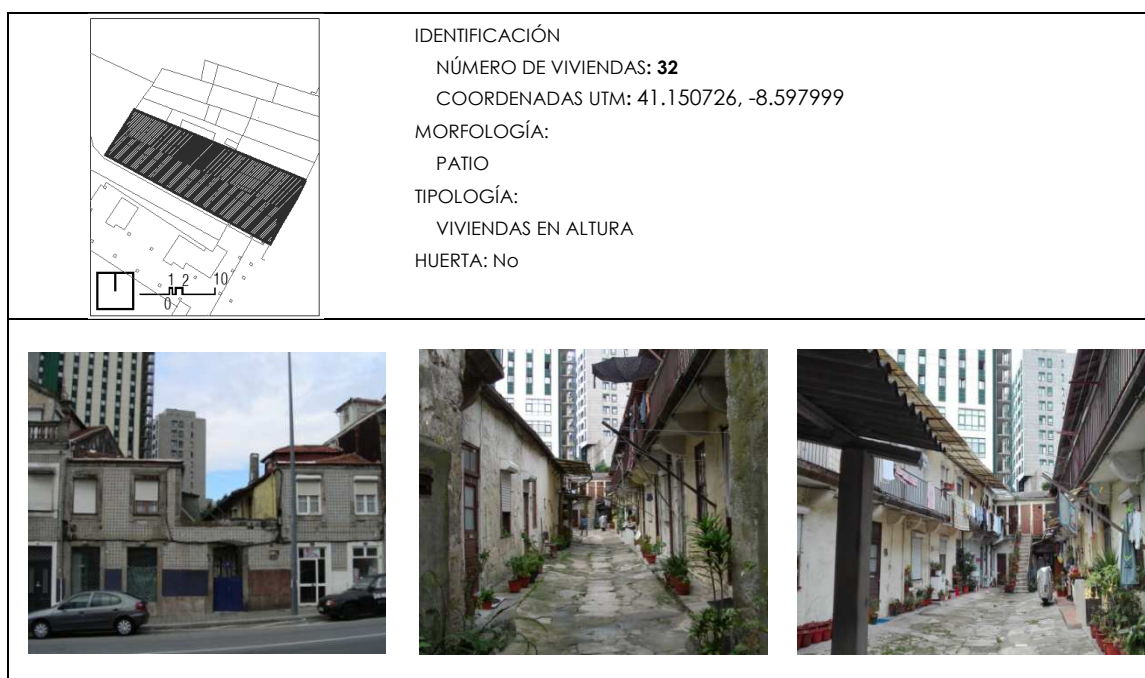 IDENTIFICACIÓN
NÚMERO DE VIVIENDAS: 32
COORDENADAS UTM: 41.150726, -8.597999
MORFOLOGÍA:
PATIO
TIPOLOGÍA:
VIVIENDAS EN ALTURA
HUERTA: No
1 2 10
0